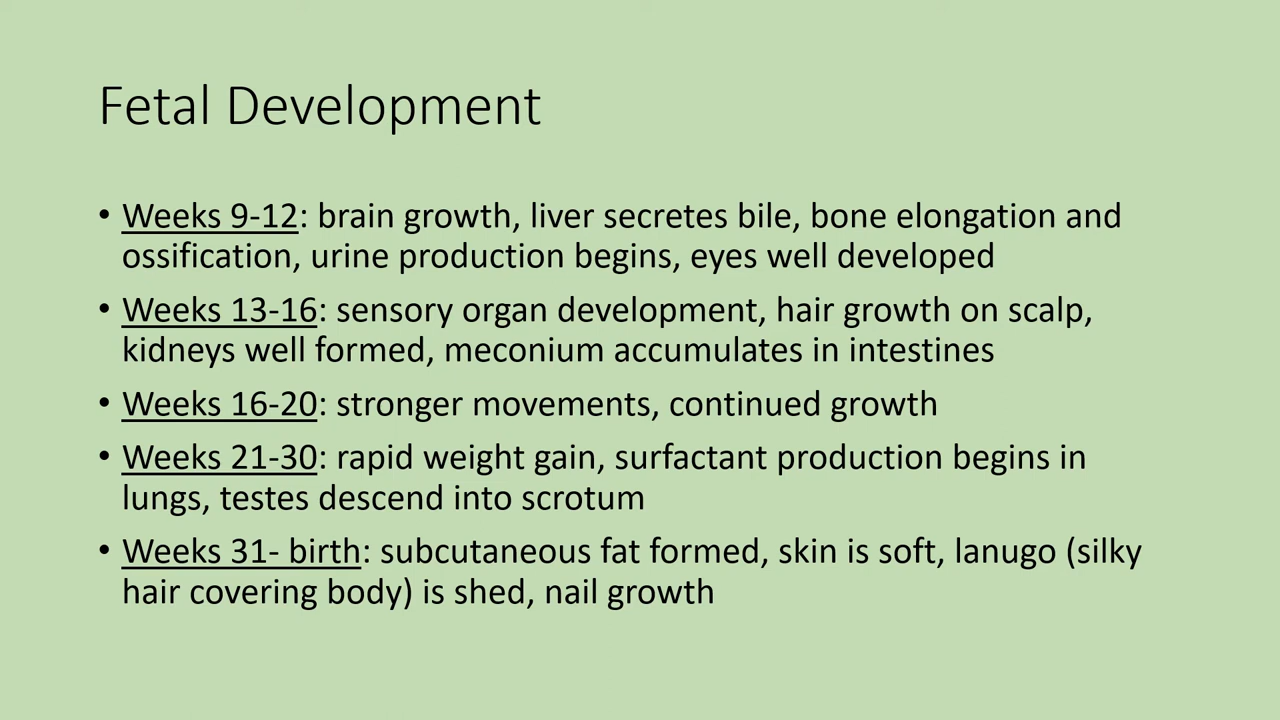 Fetal Development
• Weeks 9-12: brain growth, liver secretes bile, bone elongation and
ossification, urine production begins, eyes well developed
• Weeks 13-16: sensory organ development, hair growth on scalp,
kidneys well formed, meconium accumulates in intestines
• Weeks 16-20: stronger movements, continued growth
• Weeks 21-30: rapid weight gain, surfactant production begins in
lungs, testes descend into scrotum
• Weeks 31- birth: subcutaneous fat formed, skin is soft, lanugo (silky
hair covering body) is shed, nail growth